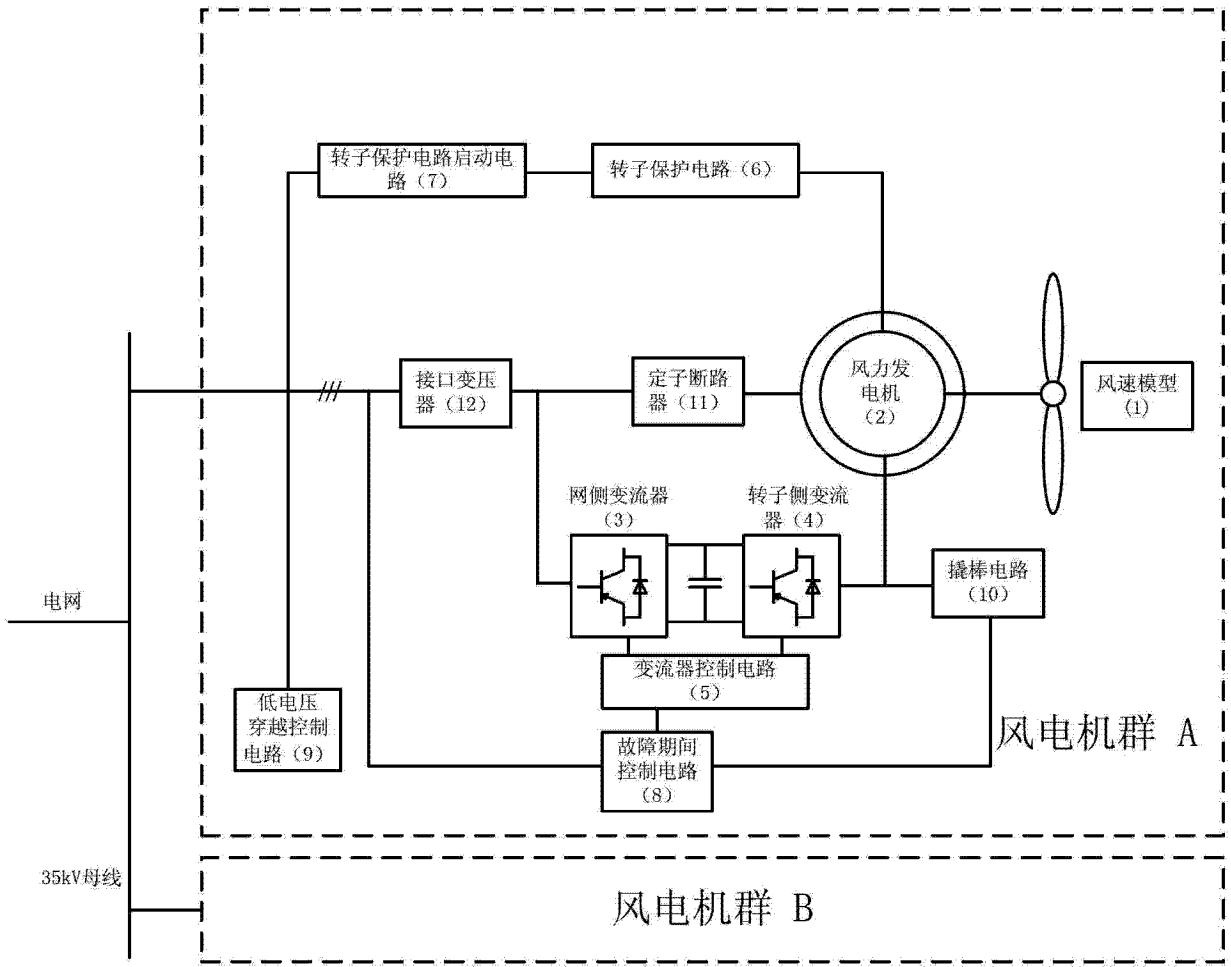 转子保护电路启动电
路（7）
转子保护电路（6）
接口变压
器（12）
定子断路
器（11）
风力发
电机
（2）
风速模型
（1）
网侧变流器
（3）
转子侧变流
器（4）
撬棒电路
（10）
电网
变流器控制电路
（5）
低电压
穿越控制
电路（9）
故障期间
控制电路
（8）
风电机群 A
35kV母线
风电机群 B